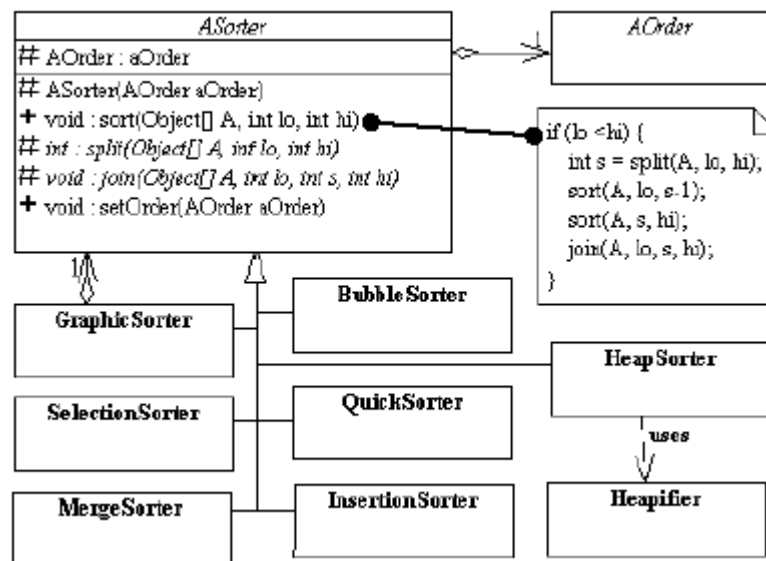 ASorter
# AOrder : aOrder
# ASorter(AOrder aOrder)
+ void : sort(Object[] A, int lo, int hi)
# int : split(Object[] A, int lo, int hi)
# void : join(Object[] A, int lo, int s, int hi)
+ void : setOrder(AOrder aOrder)
1
AOrder
1
if (lo <hi) {
int s = split(A, lo, hi);
sort(A, lo, s-1);
sort(A, s, hi);
join(A, lo, s, hi);
}
GraphicSorter
BubbleSorter
HeapSorter
SelectionSorter
QuickSorter
uses
MergeSorter
InsertionSorter
Heapifier